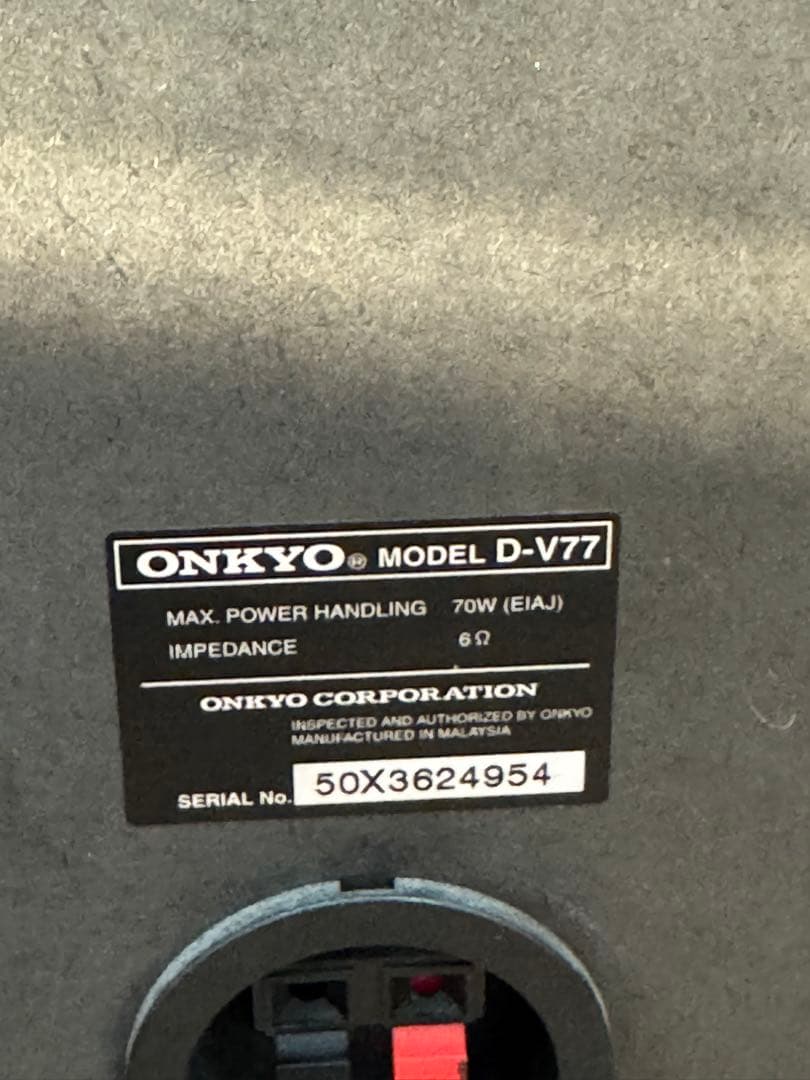 ONKYO® MODEL D-V77
MAX. POWER HANDLING 70W (EIAJ)
IMPEDANCE 6Ω
ONKYO CORPORATION
INSPECTED AND AUTHORIZED BY ONKYO
MANUFACTURED IN MALAYSIA
SERIAL No. 50X3624954